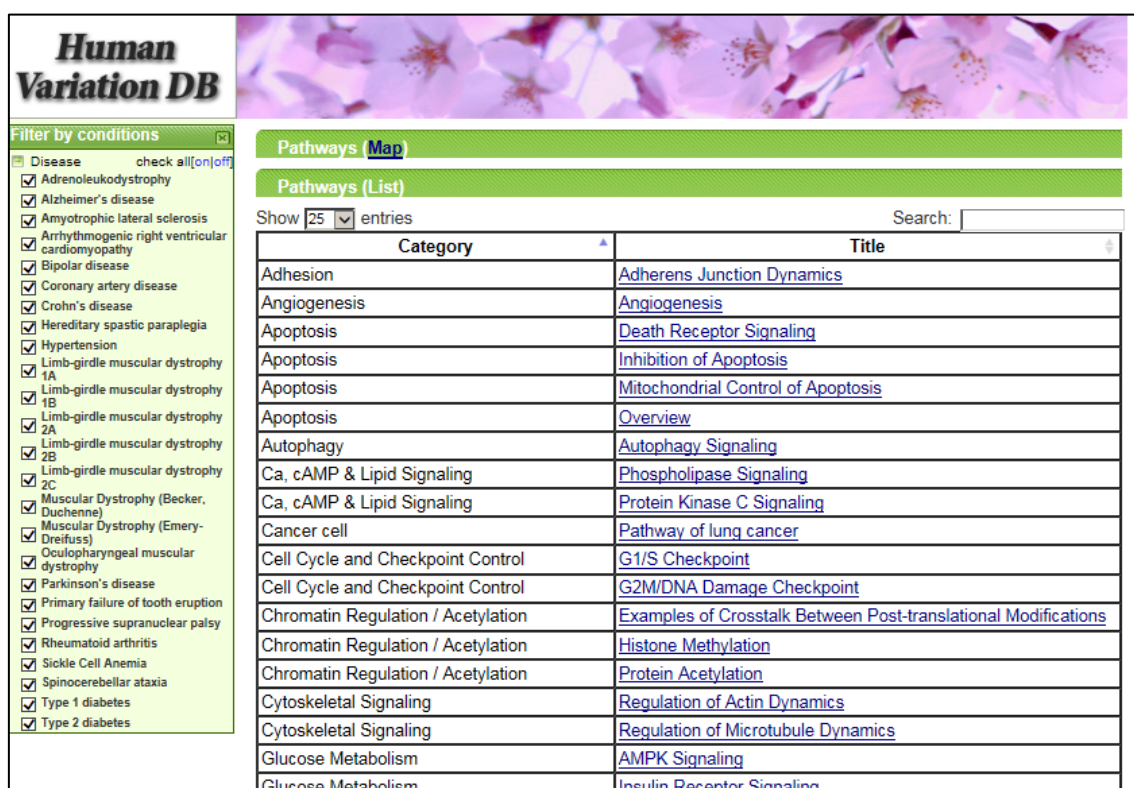 Human
Variation DB
Filter by conditions
Disease check all[on|off]
Adrenoleukodystrophy
Alzheimer's disease
Amyotrophic lateral sclerosis
Arrhythmogenic right ventricular
cardiomyopathy
Bipolar disease
Coronary artery disease
Crohn's disease
Hereditary spastic paraplegia
Hypertension
Limb-girdle muscular dystrophy
1A
Limb-girdle muscular dystrophy
1B
Limb-girdle muscular dystrophy
2A
Limb-girdle muscular dystrophy
2B
Limb-girdle muscular dystrophy
2C
Muscular Dystrophy (Becker,
Duchenne)
Muscular Dystrophy (Emery-
Dreifuss)
Oculopharyngeal muscular
dystrophy
Parkinson's disease
Primary failure of tooth eruption
Progressive supranuclear palsy
Rheumatoid arthritis
Sickle Cell Anemia
Spinocerebellar ataxia
Type 1 diabetes
Type 2 diabetes
Pathways (Map)
Pathways (List)
Show 25 entries Search:
Category Title
Adhesion Adherens Junction Dynamics
Angiogenesis Angiogenesis
Apoptosis Death Receptor Signaling
Apoptosis Inhibition of Apoptosis
Apoptosis Mitochondrial Control of Apoptosis
Apoptosis Overview
Autophagy Autophagy Signaling
Ca, cAMP & Lipid Signaling Phospholipase Signaling
Ca, cAMP & Lipid Signaling Protein Kinase C Signaling
Cancer cell Pathway of lung cancer
Cell Cycle and Checkpoint Control G1/S Checkpoint
Cell Cycle and Checkpoint Control G2M/DNA Damage Checkpoint
Chromatin Regulation / Acetylation Examples of Crosstalk Between Post-translational Modifications
Chromatin Regulation / Acetylation Histone Methylation
Chromatin Regulation / Acetylation Protein Acetylation
Cytoskeletal Signaling Regulation of Actin Dynamics
Cytoskeletal Signaling Regulation of Microtubule Dynamics
Glucose Metabolism AMPK Signaling
Glucose Metabolism Insulin Receptor Signaling